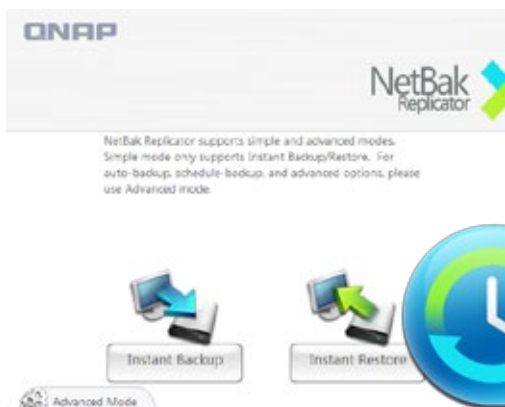 QNAP
NetBak
Replicator
NetBak Replicator supports simple and advanced modes.
Simple mode only supports Instant Backup/Restore. For
auto-backup, schedule-backup, and advanced options, please
use Advanced mode.
Instant Backup
Instant Restore
Advanced Mode